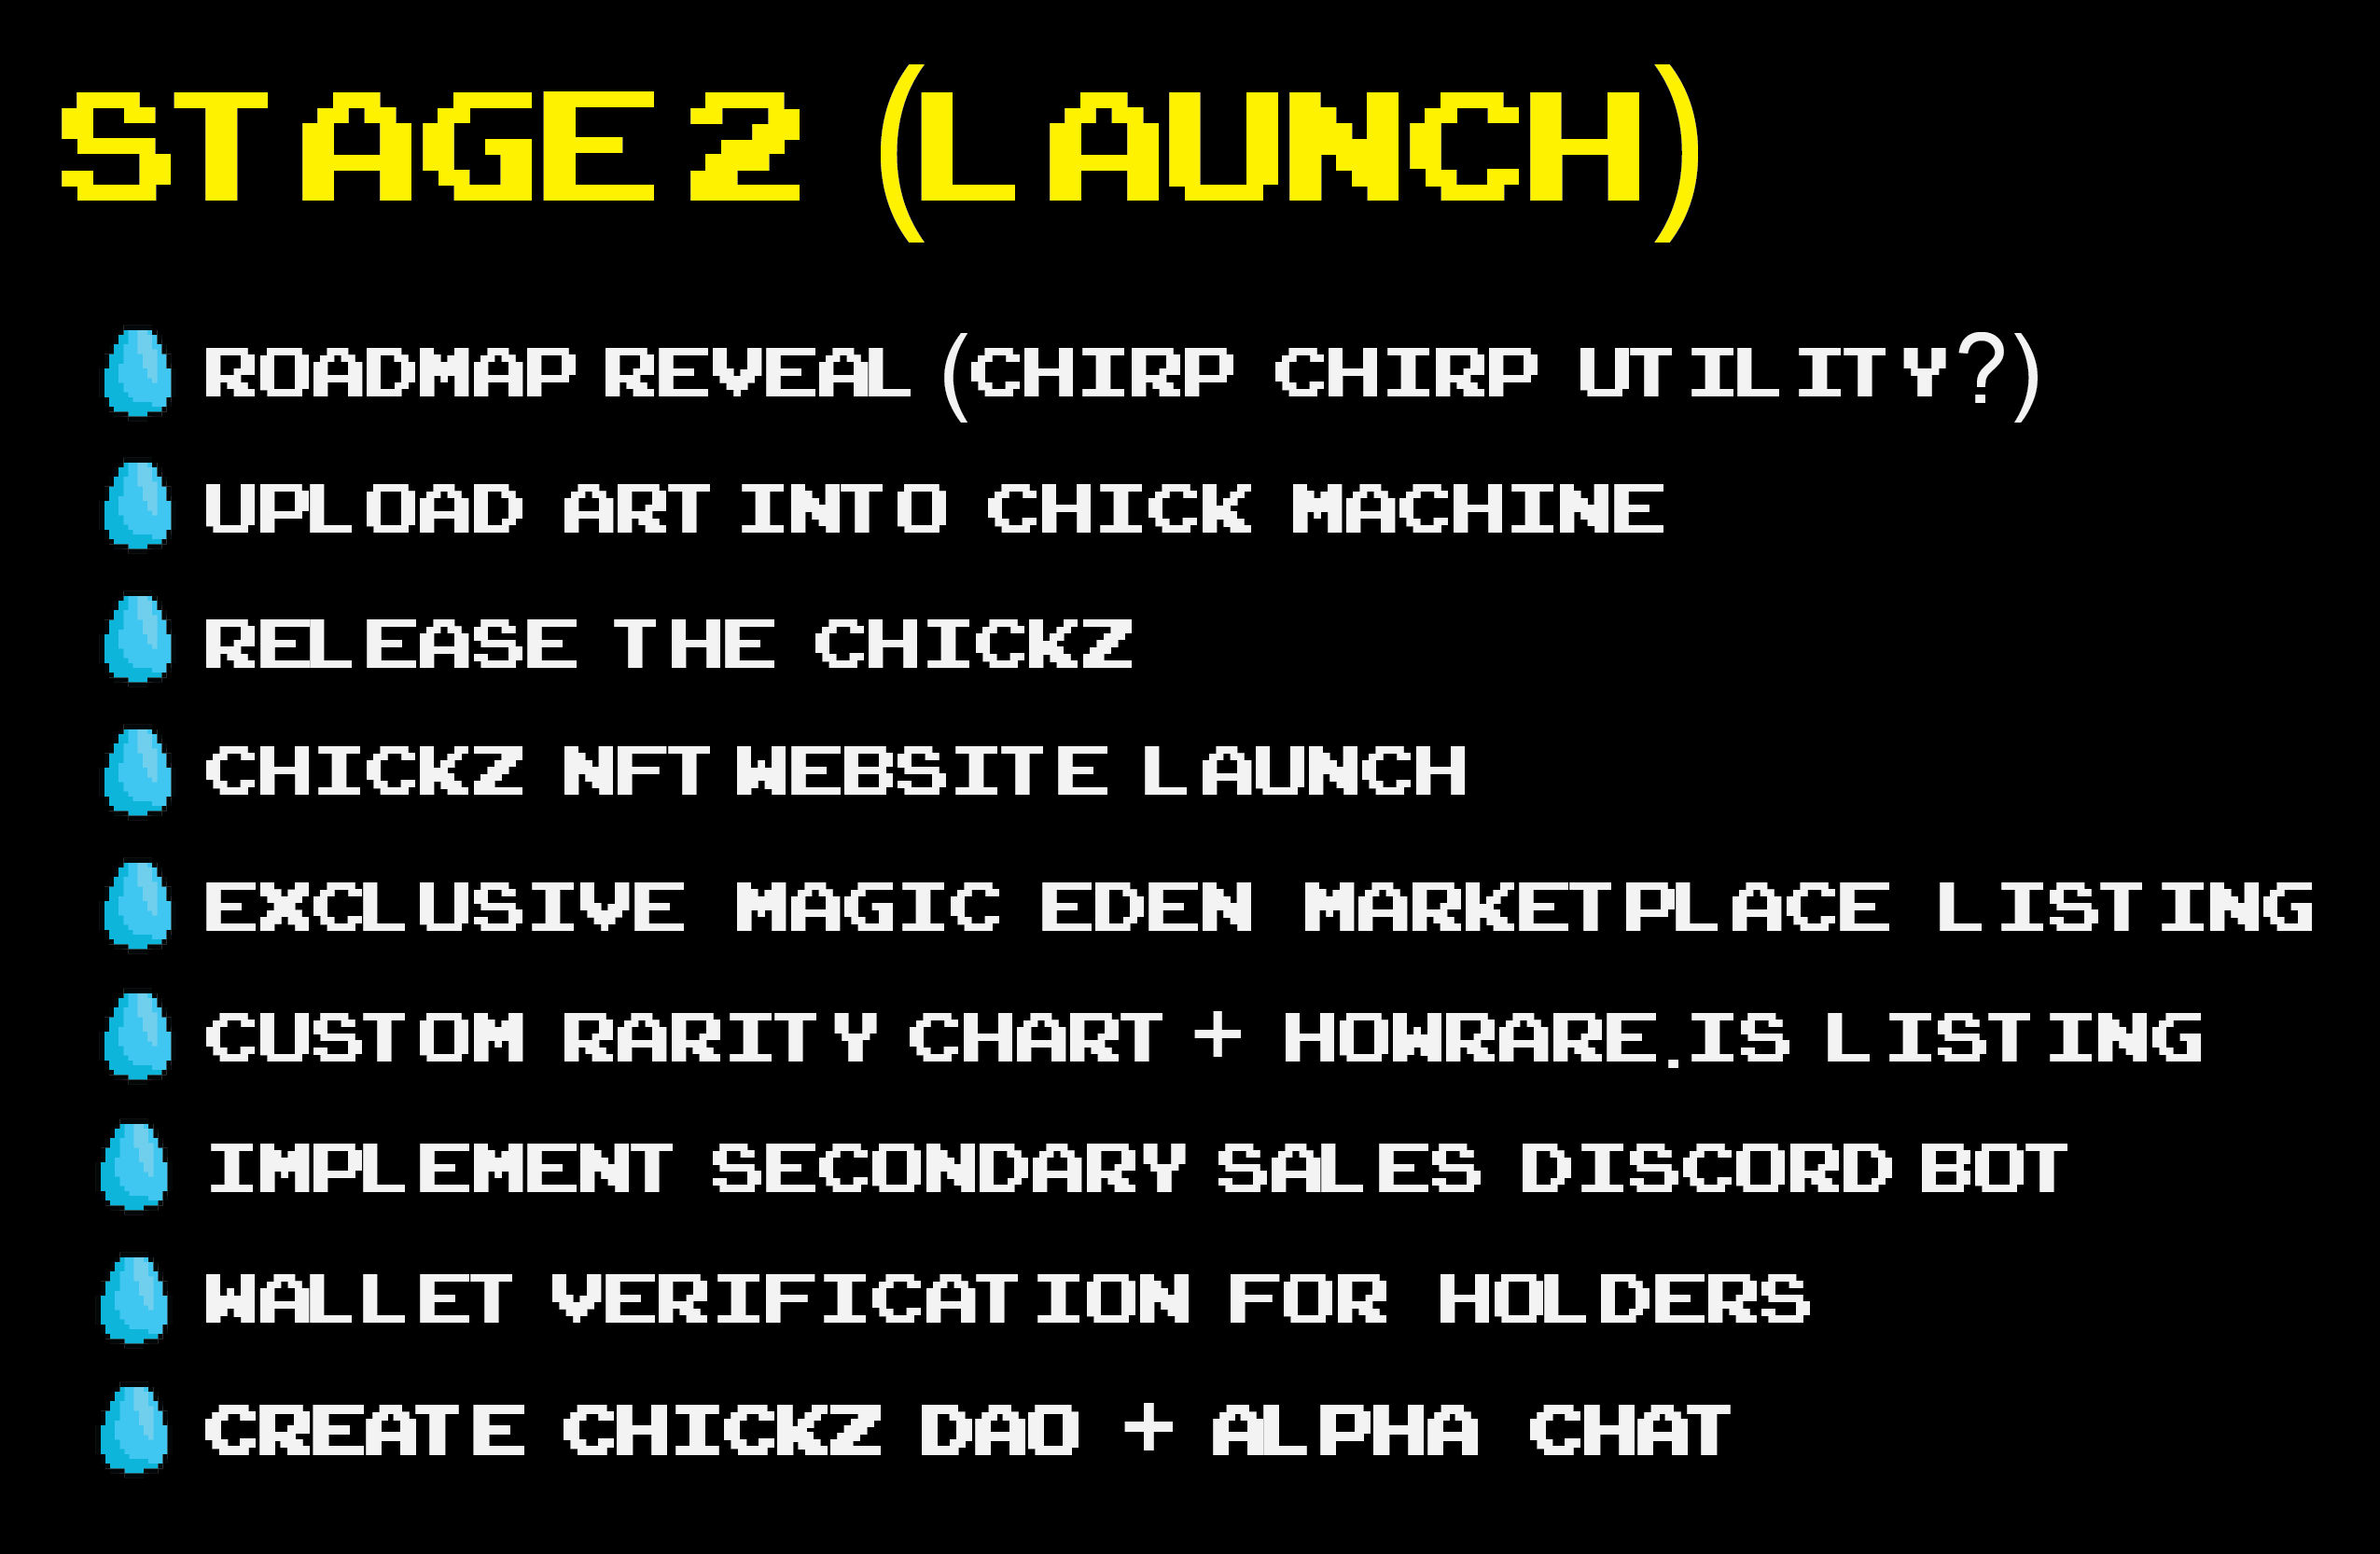 STAGE 2 (LAUNCH)
ROADMAP REVEAL (CHIRP CHIRP UTILITY?)
UPLOAD ART INTO CHICK MACHINE
RELEASE THE CHICKZ
CHICKZ NFT WEBSITE LAUNCH
EXCLUSIVE MAGIC EDEN MARKETPLACE LISTING
CUSTOM RARITY CHART + HOWRARE.IS LISTING
IMPLEMENT SECONDARY SALES DISCORD BOT
WALLET VERIFICATION FOR HOLDERS
CREATE CHICKZ DAO + ALPHA CHAT